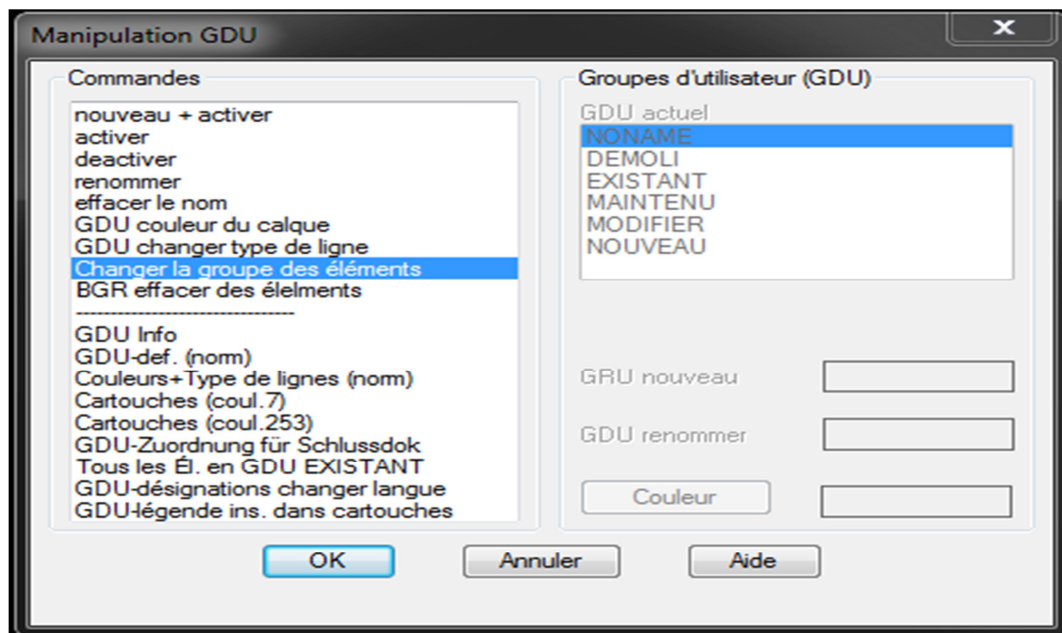 Manipulation GDU
x
Commandes
nouveau + activer
activer
deactiver
renommer
effacer le nom
GDU couleur du calque
GDU changer type de ligne
Changer la groupe des éléments
BGR effacer des élelments
--------------------------------
GDU Info
GDU-def. (norm)
Couleurs+Type de lignes (norm)
Cartouches (coul.7)
Cartouches (coul.253)
GDU-Zuordnung für Schlussdok
Tous les Él. en GDU EXISTANT
GDU-désignations changer langue
GDU-légende ins. dans cartouches
Groupes d'utilisateur (GDU)
GDU actuel
NONAME
DEMOLI
EXISTANT
MAINTENU
MODIFIER
NOUVEAU
GRU nouveau
GDU renommer
Couleur
OK
Annuler
Aide